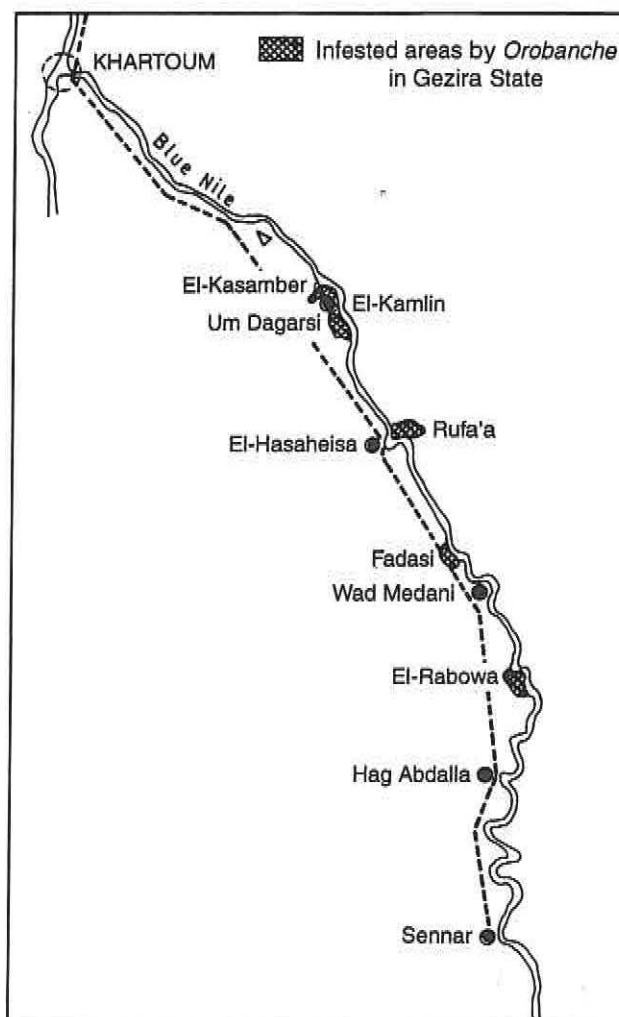 KHARTOUM
Infested areas by Orobanche
in Gezira State
Blue Nile
El-Kasamber
El-Kamlin
Um Dagarsi
Rufa'a
El-Hasaheisa
Fadasi
Wad Medani
El-Rabowa
Hag Abdalla
Sennar